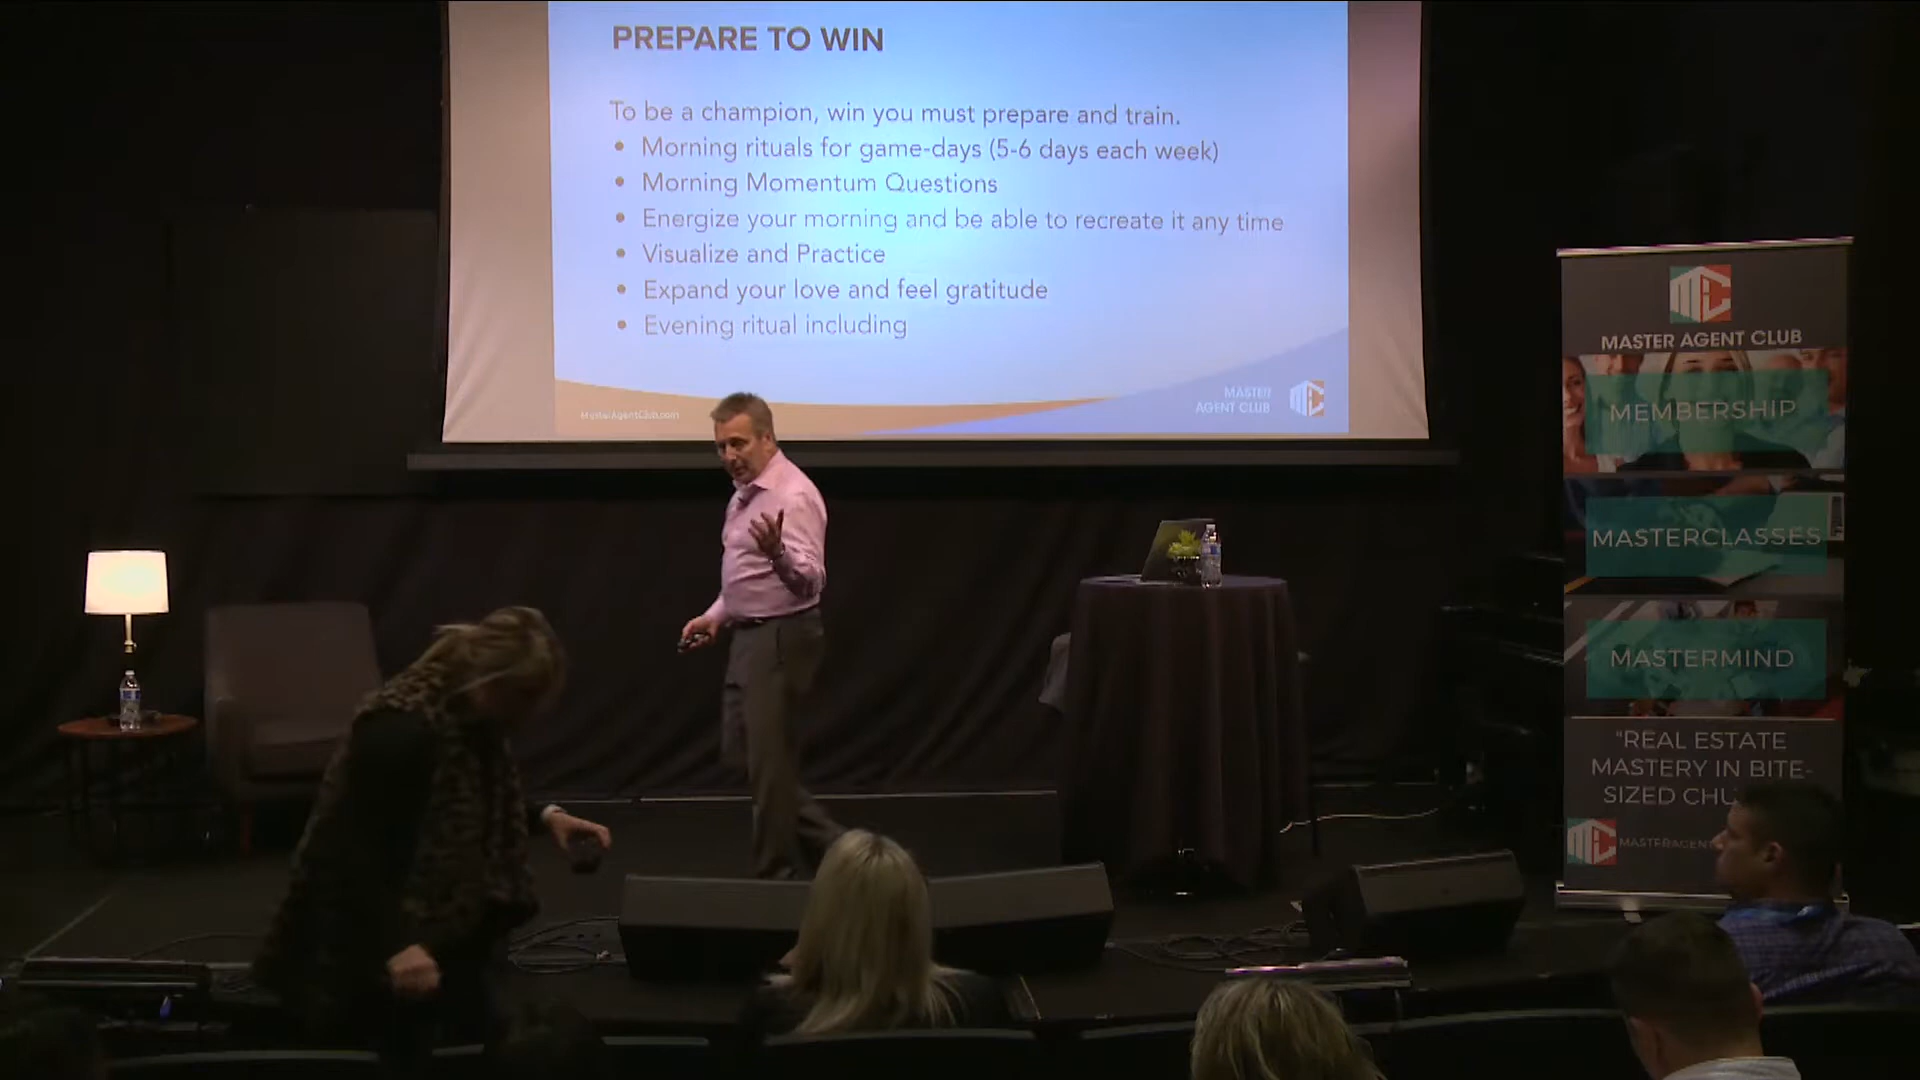 PREPARE TO WIN
To be a champion, win you must prepare and train.
• Morning rituals for game-days (5-6 days each week)
• Morning Momentum Questions
• Energize your morning and be able to recreate it any time
• Visualize and Practice
• Expand your love and feel gratitude
• Evening ritual including
MasterAgentClub.com
MASTER
AGENT CLUB
MASTER AGENT CLUB
MEMBERSHIP
MASTERCLASSES
MASTERMIND
"REAL ESTATE
MASTERY IN BITE-
SIZED CHU
MASTERAGENT